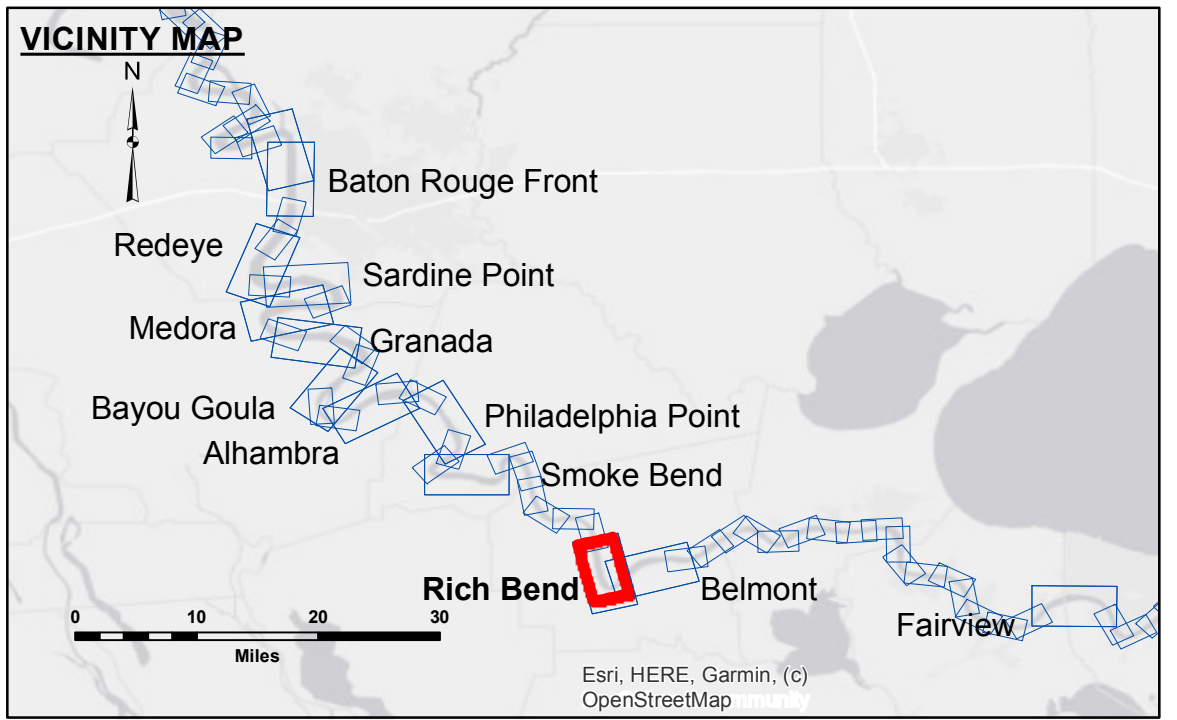 VICINITY MAP
N
Baton Rouge Front
Redeye
Sardine Point
Medora
Granada
Bayou Goula
Philadelphia Point
Alhambra
Smoke Bend
Rich Bend
Belmont
Fairview
0 10 20 30
Miles
Esri, HERE, Garmin, (c)
OpenStreetMap mmunity